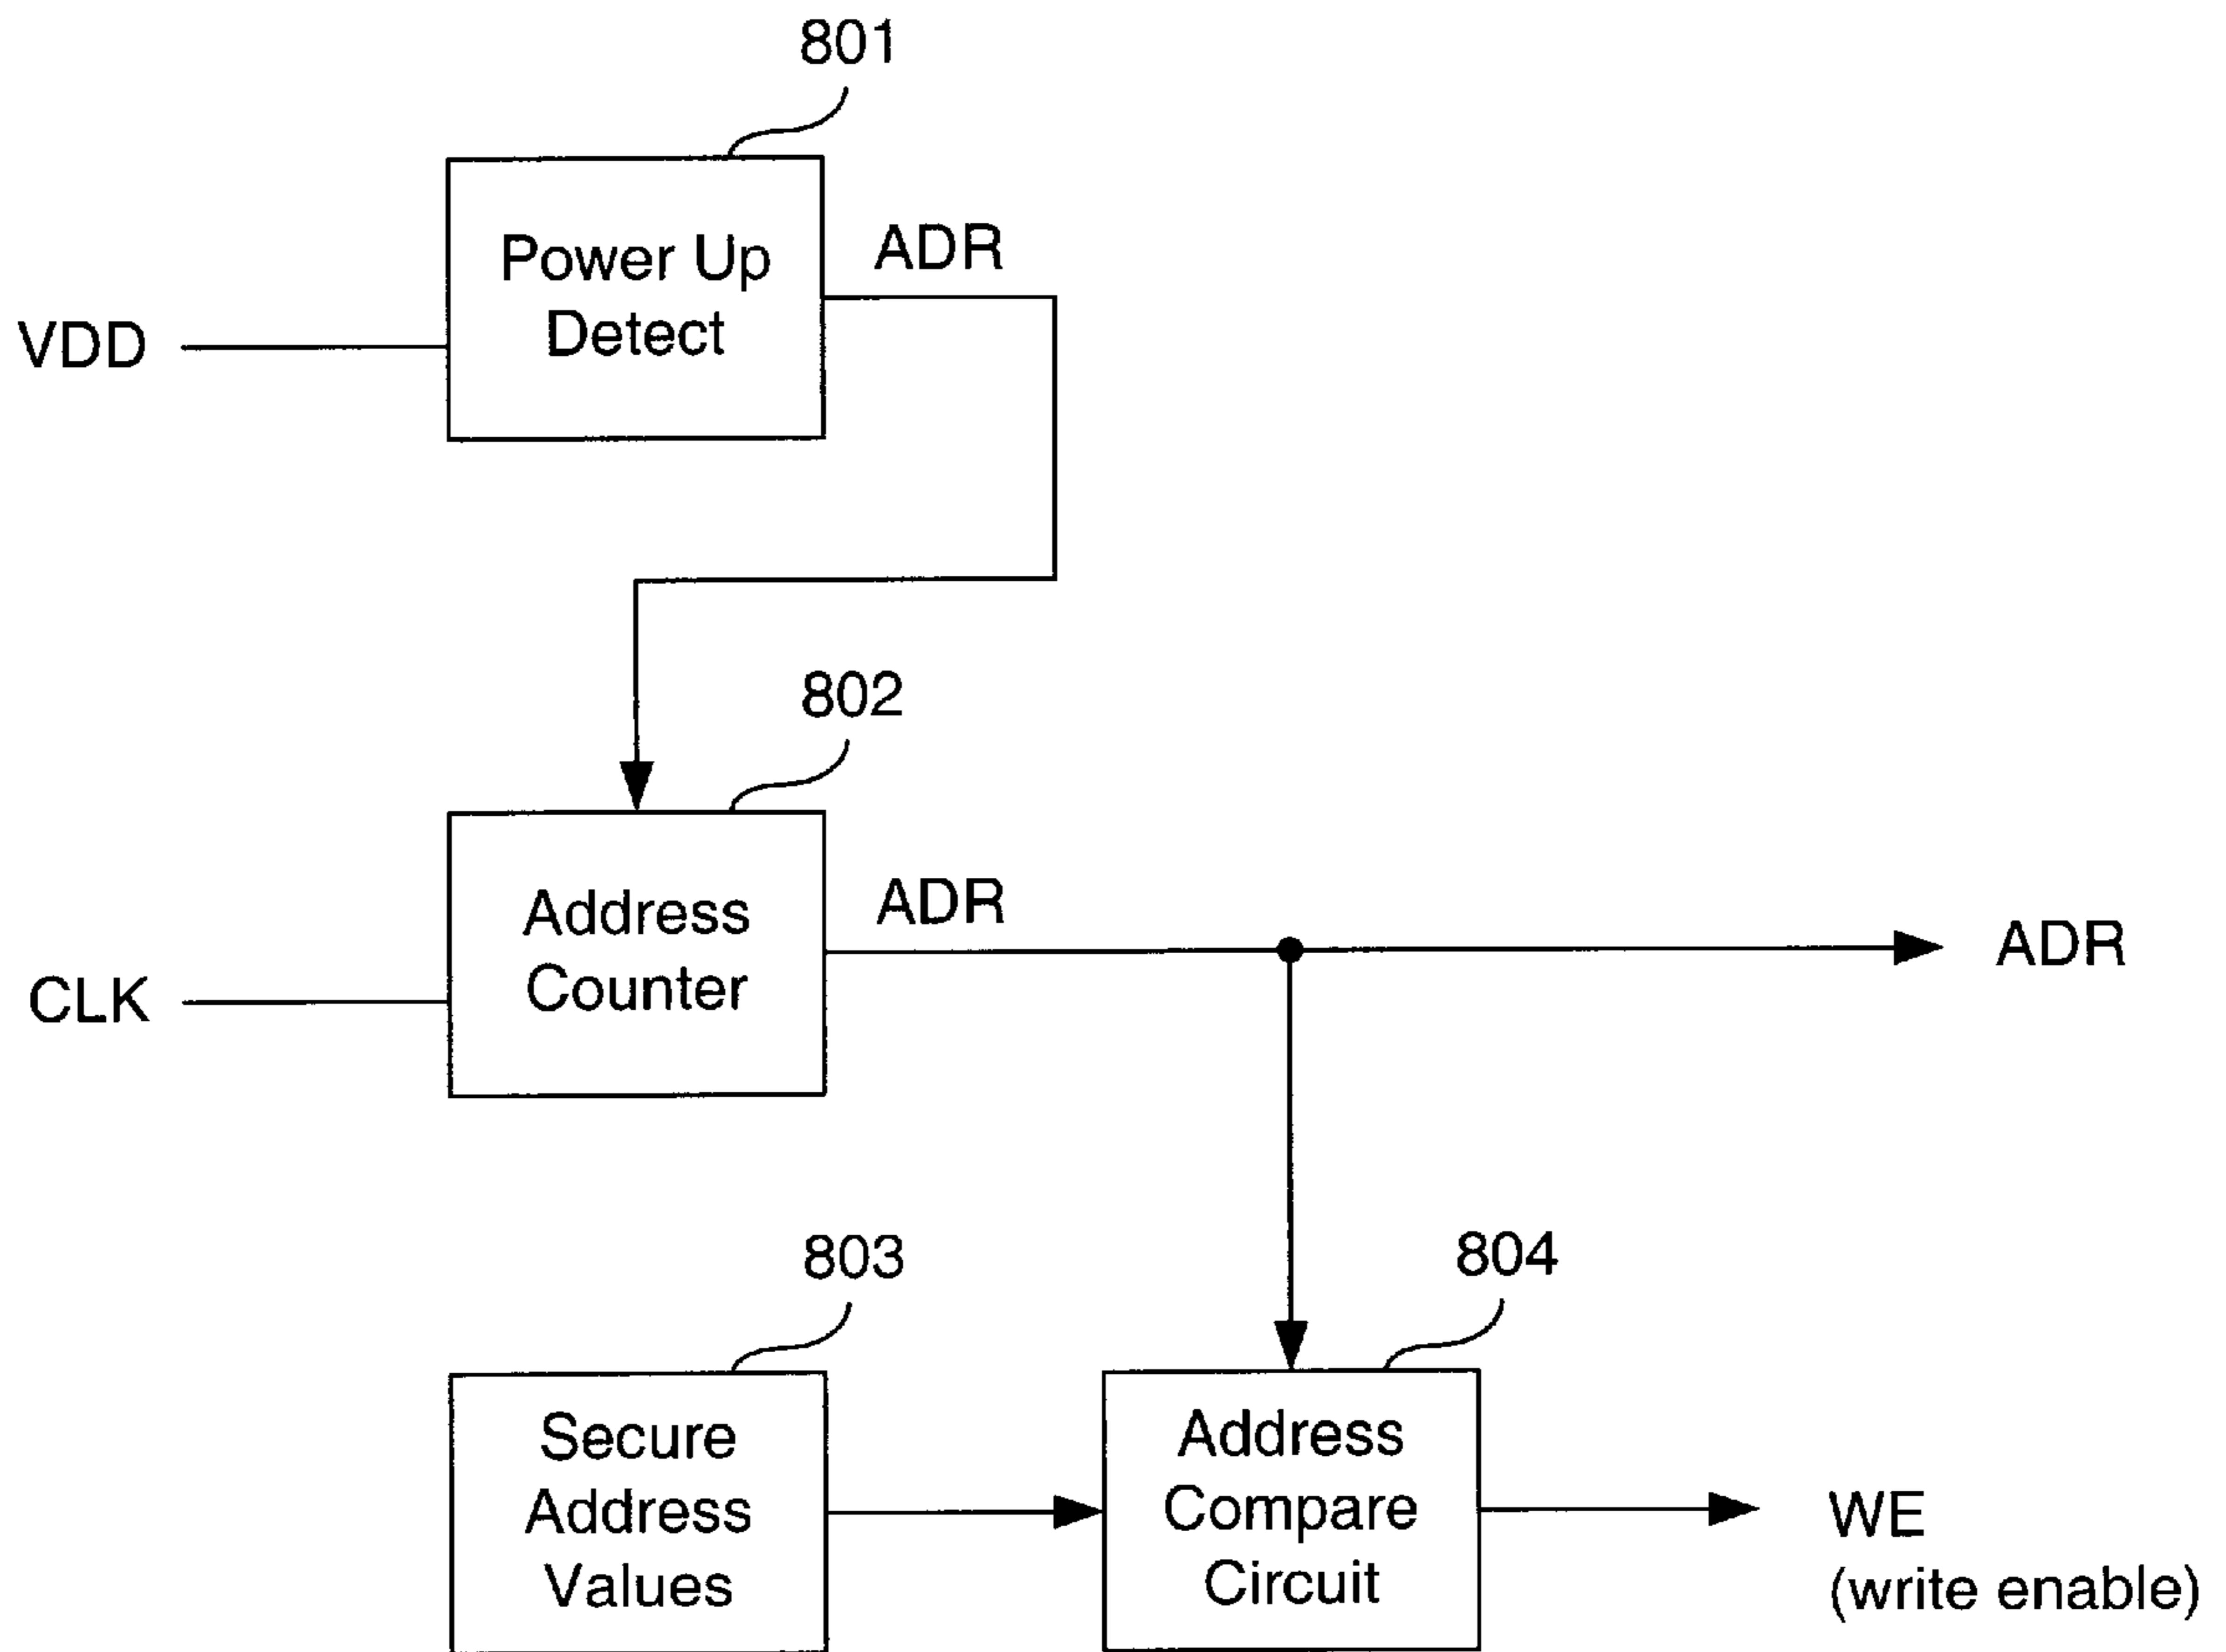 801
Power Up
Detect
ADR
VDD
802
Address
Counter
ADR
ADR
CLK
803
804
Secure
Address
Values
Address
Compare
Circuit
WE
(write enable)